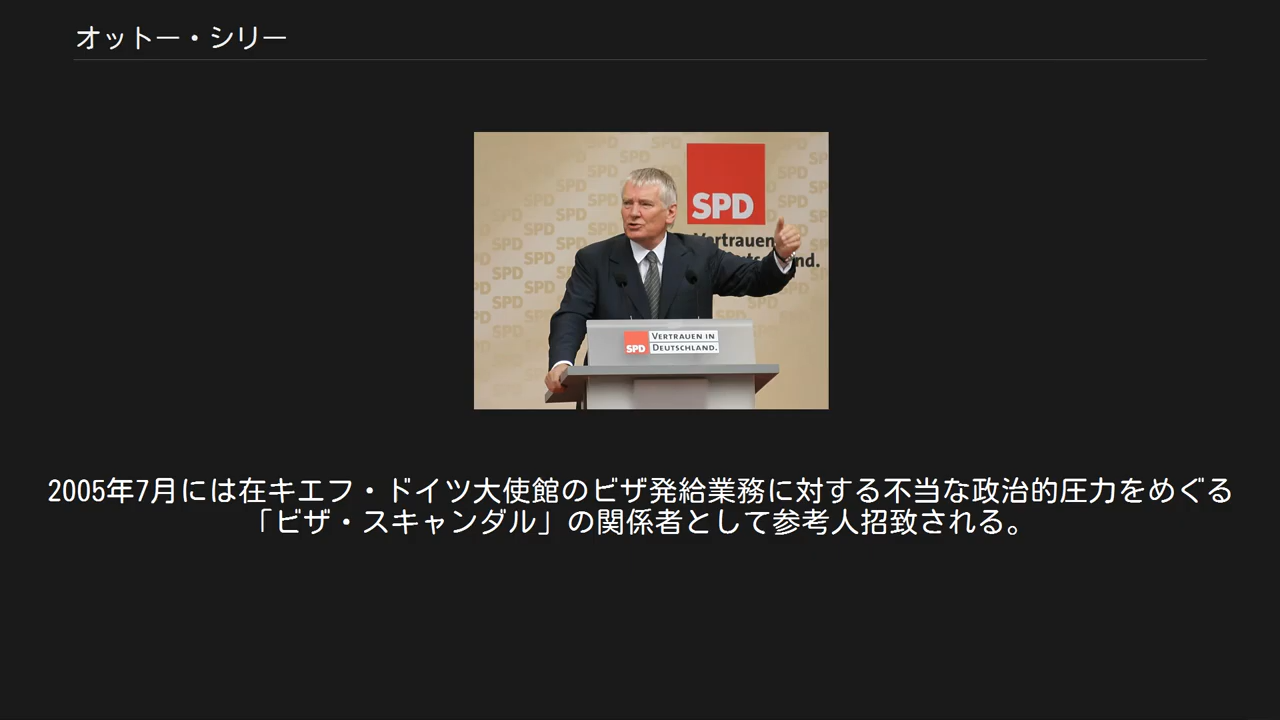 オットー・シリー
SPD
Vertrauen
nd.
SPD
VERTRAUEN IN
DEUTSCHLAND.
2005年7月には在キエフ・ドイツ大使館のビザ発給業務に対する不当な政治的圧力をめぐる
「ビザ・スキャンダル」の関係者として参考人招致される。